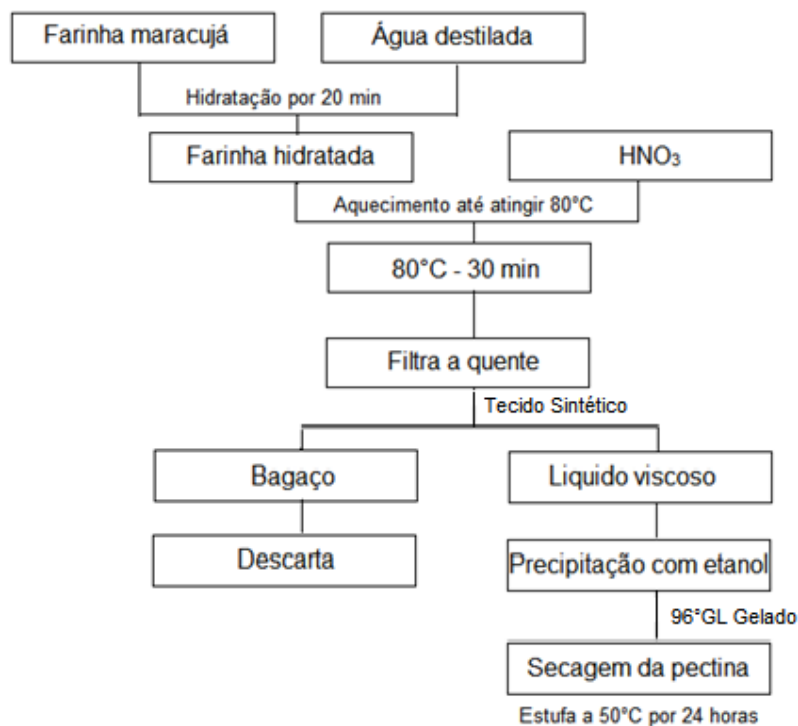 Farinha maracujá
Água destilada
Hidratação por 20 min
Farinha hidratada
HNO₃
Aquecimento até atingir 80°C
80°C - 30 min
Filtra a quente
Tecido Sintético
Bagaço
Liquido viscoso
Descarta
Precipitação com etanol
96°GL Gelado
Secagem da pectina
Estufa a 50°C por 24 horas